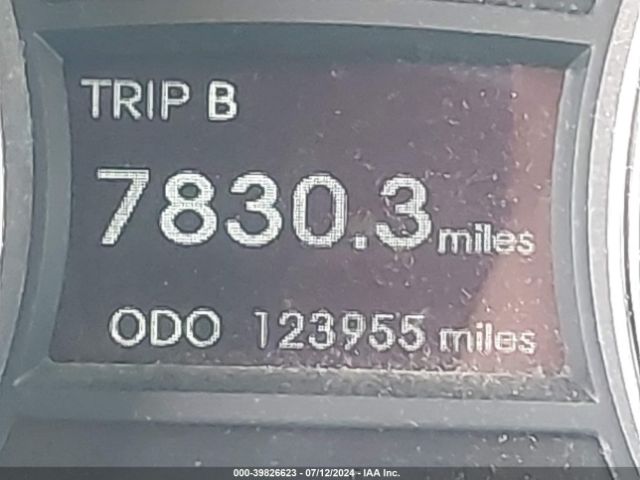 TRIP B
7830.3 miles
ODO 123955 miles
000-39826623 - 07/12/2024 - IAA Inc.